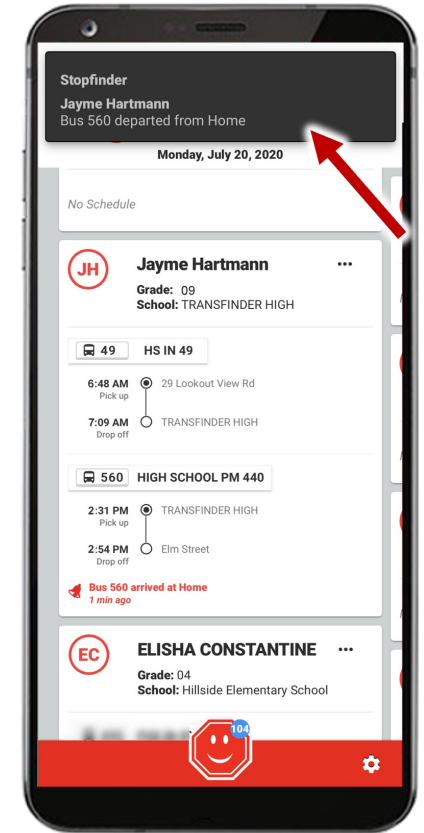 Stopfinder
Jayme Hartmann
Bus 560 departed from Home
Monday, July 20, 2020
No Schedule
JH
Jayme Hartmann
Grade: 09
School: TRANSFINDER HIGH
49 HS IN 49
6:48 AM 29 Lookout View Rd
Pick up
7:09 AM TRANSFINDER HIGH
Drop off
560 HIGH SCHOOL PM 440
2:31 PM TRANSFINDER HIGH
Pick up
2:54 PM Elm Street
Drop off
Bus 560 arrived at Home
1 min ago
EC
ELISHA CONSTANTINE
Grade: 04
School: Hillside Elementary School
104